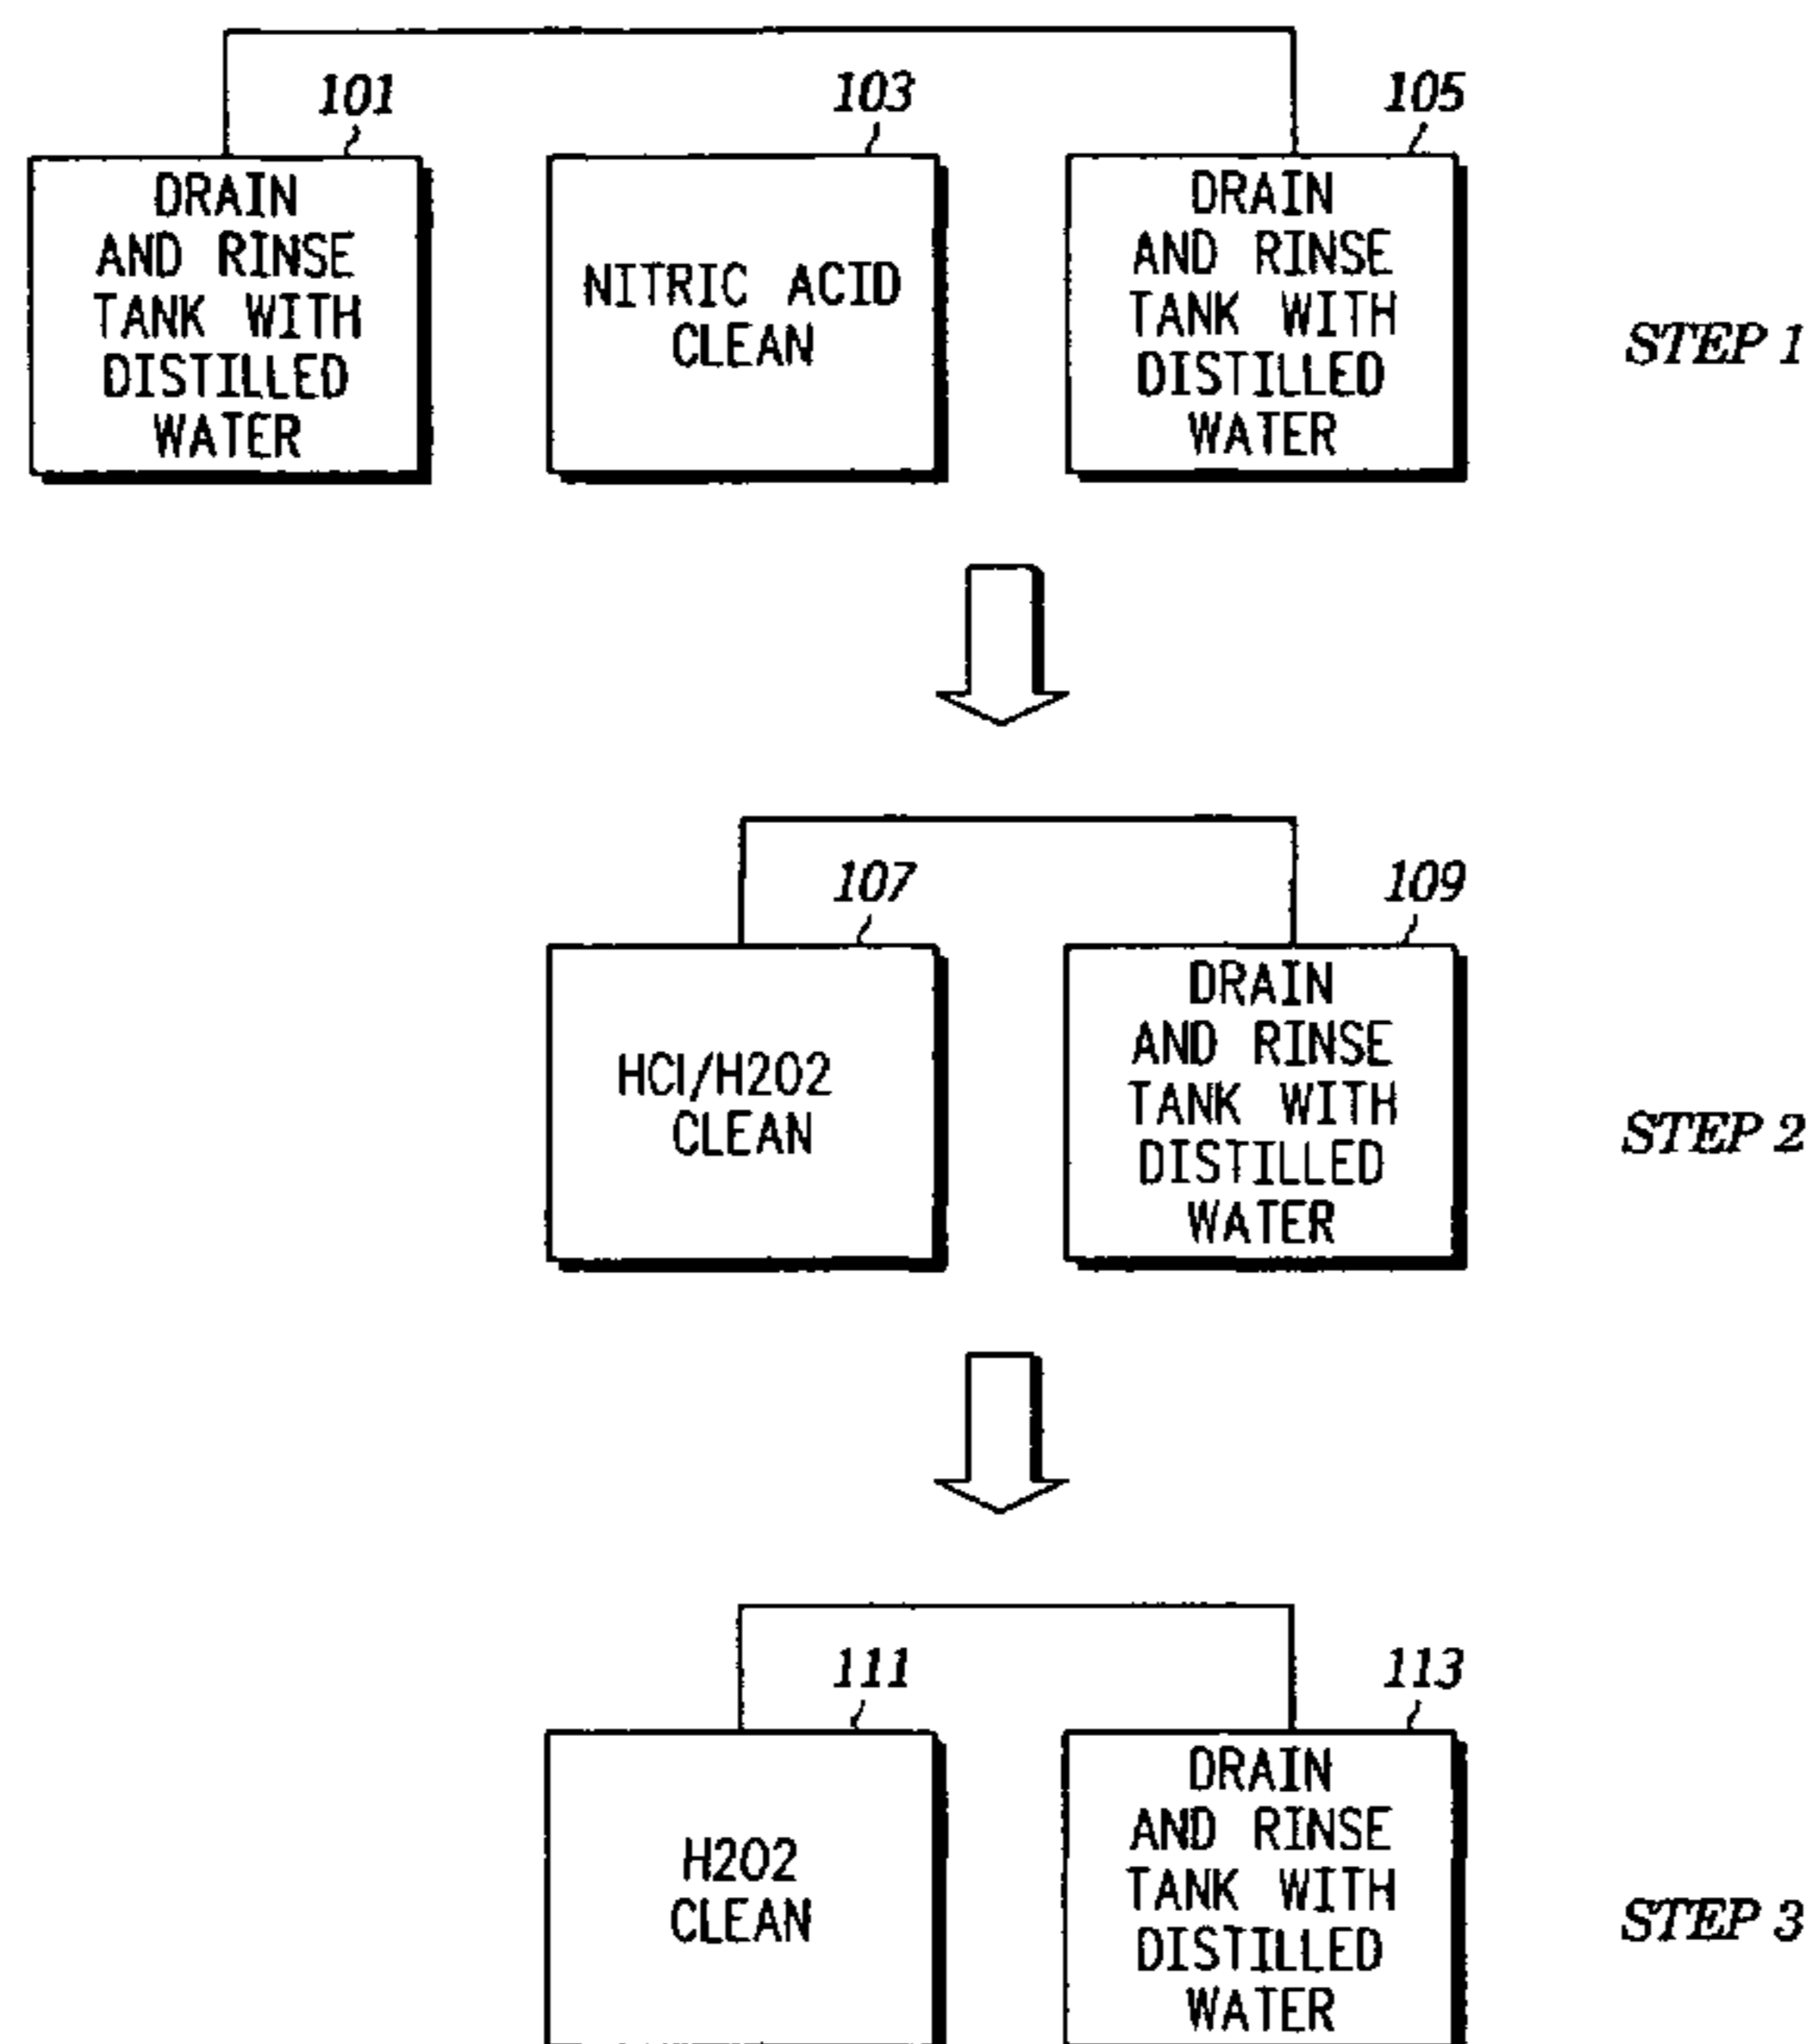 101
DRAIN
AND RINSE
TANK WITH
DISTILLED
WATER
103
NITRIC ACID
CLEAN
105
DRAIN
AND RINSE
TANK WITH
DISTILLED
WATER
STEP 1
107
HCl/H2O2
CLEAN
109
DRAIN
AND RINSE
TANK WITH
DISTILLED
WATER
STEP 2
111
H2O2
CLEAN
113
DRAIN
AND RINSE
TANK WITH
DISTILLED
WATER
STEP 3